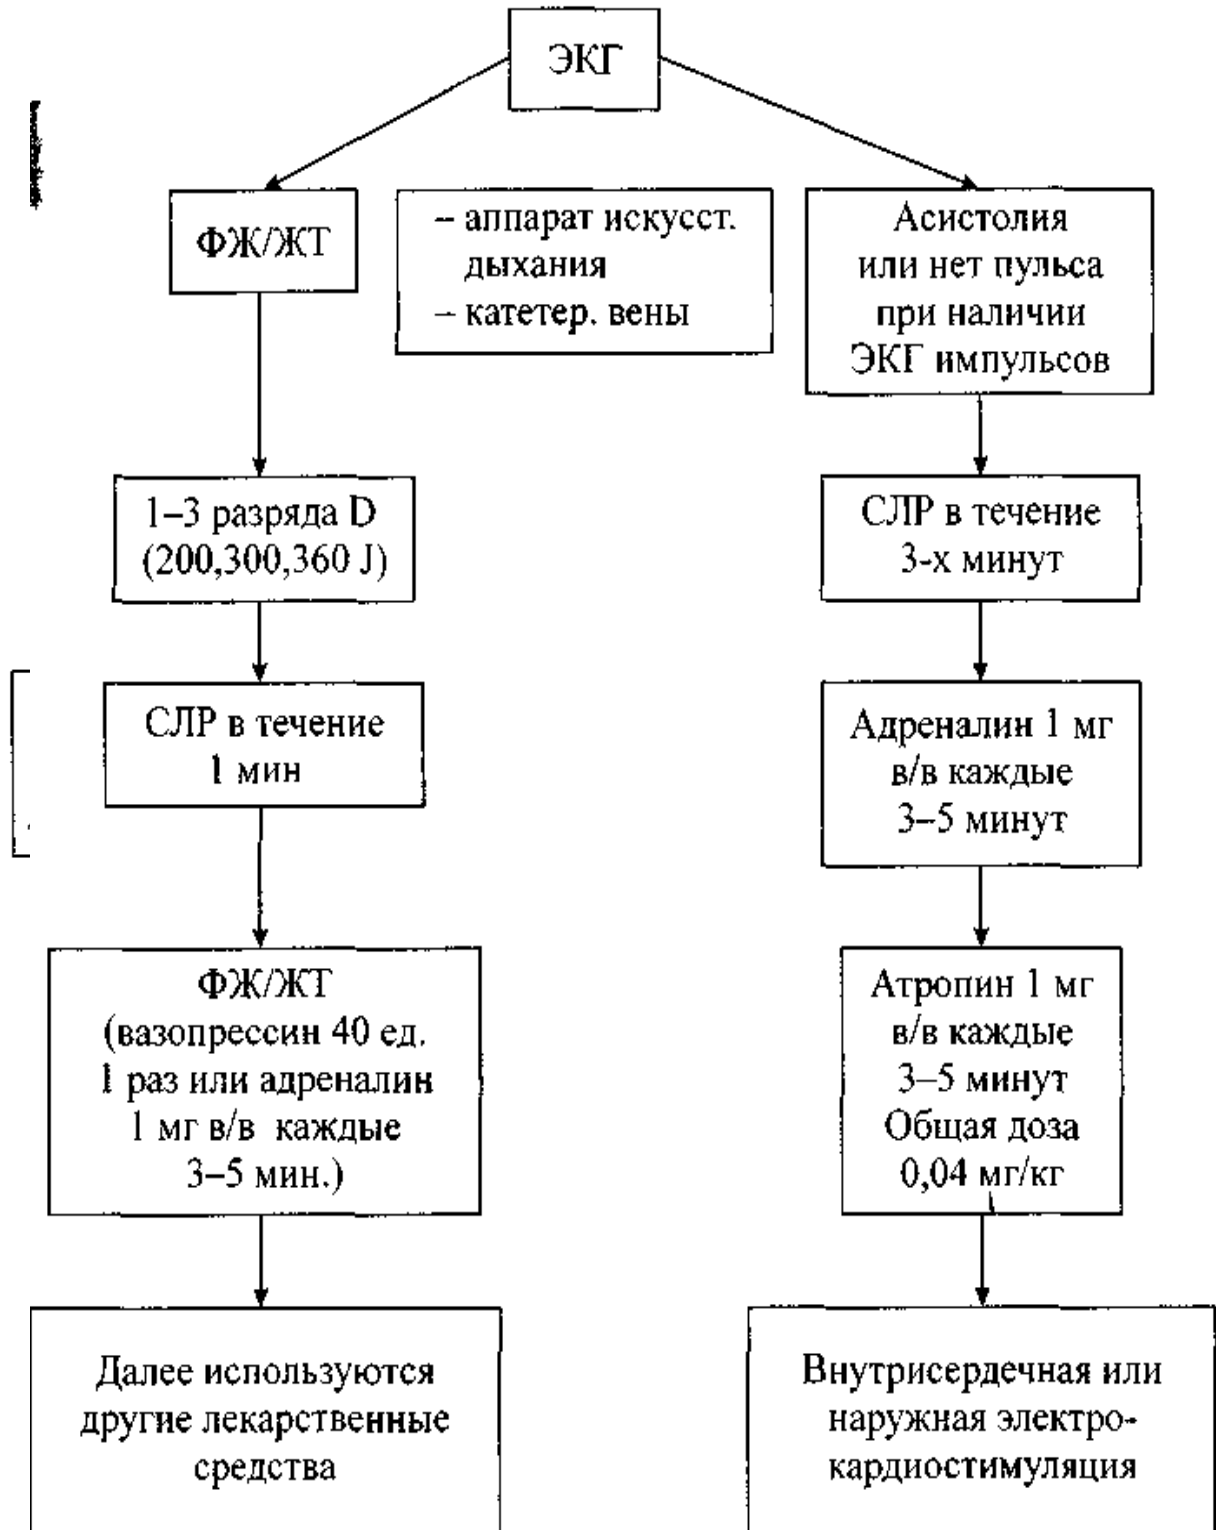 ЭКГ
ФЖ/ЖТ
– аппарат искусст.
дыхания
– катетер. вены
Асистолия
или нет пульса
при наличии
ЭКГ импульсов
1–3 разряда D
(200,300,360 J)
СЛР в течение
3-х минут
СЛР в течение
1 мин
Адреналин 1 мг
в/в каждые
3–5 минут
ФЖ/ЖТ
(вазопрессин 40 ед.
1 раз или адреналин
1 мг в/в каждые
3–5 мин.)
Атропин 1 мг
в/в каждые
3–5 минут
Общая доза
0,04 мг/кг
Далее используются
другие лекарственные
средства
Внутрисердечная или
наружная электро-
кардиостимуляция